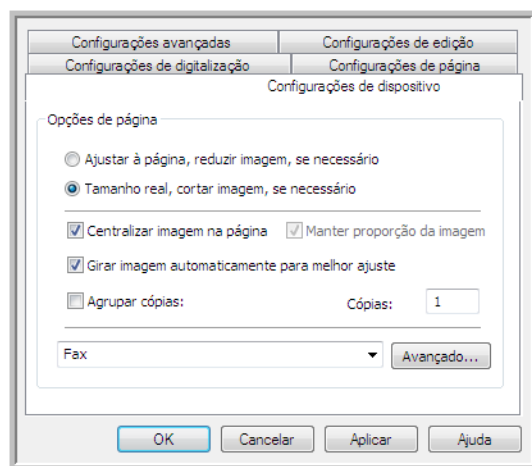 Configurações avançadas Configurações de edição
Configurações de digitalização Configurações de página
Configurações de dispositivo
Opções de página
Ajustar à página, reduzir imagem, se necessário
Tamanho real, cortar imagem, se necessário
Centralizar imagem na página Manter proporção da imagem
Girar imagem automaticamente para melhor ajuste
Agrupar cópias: Cópias: 1
Fax Avançado...
OK Cancelar Aplicar Ajuda